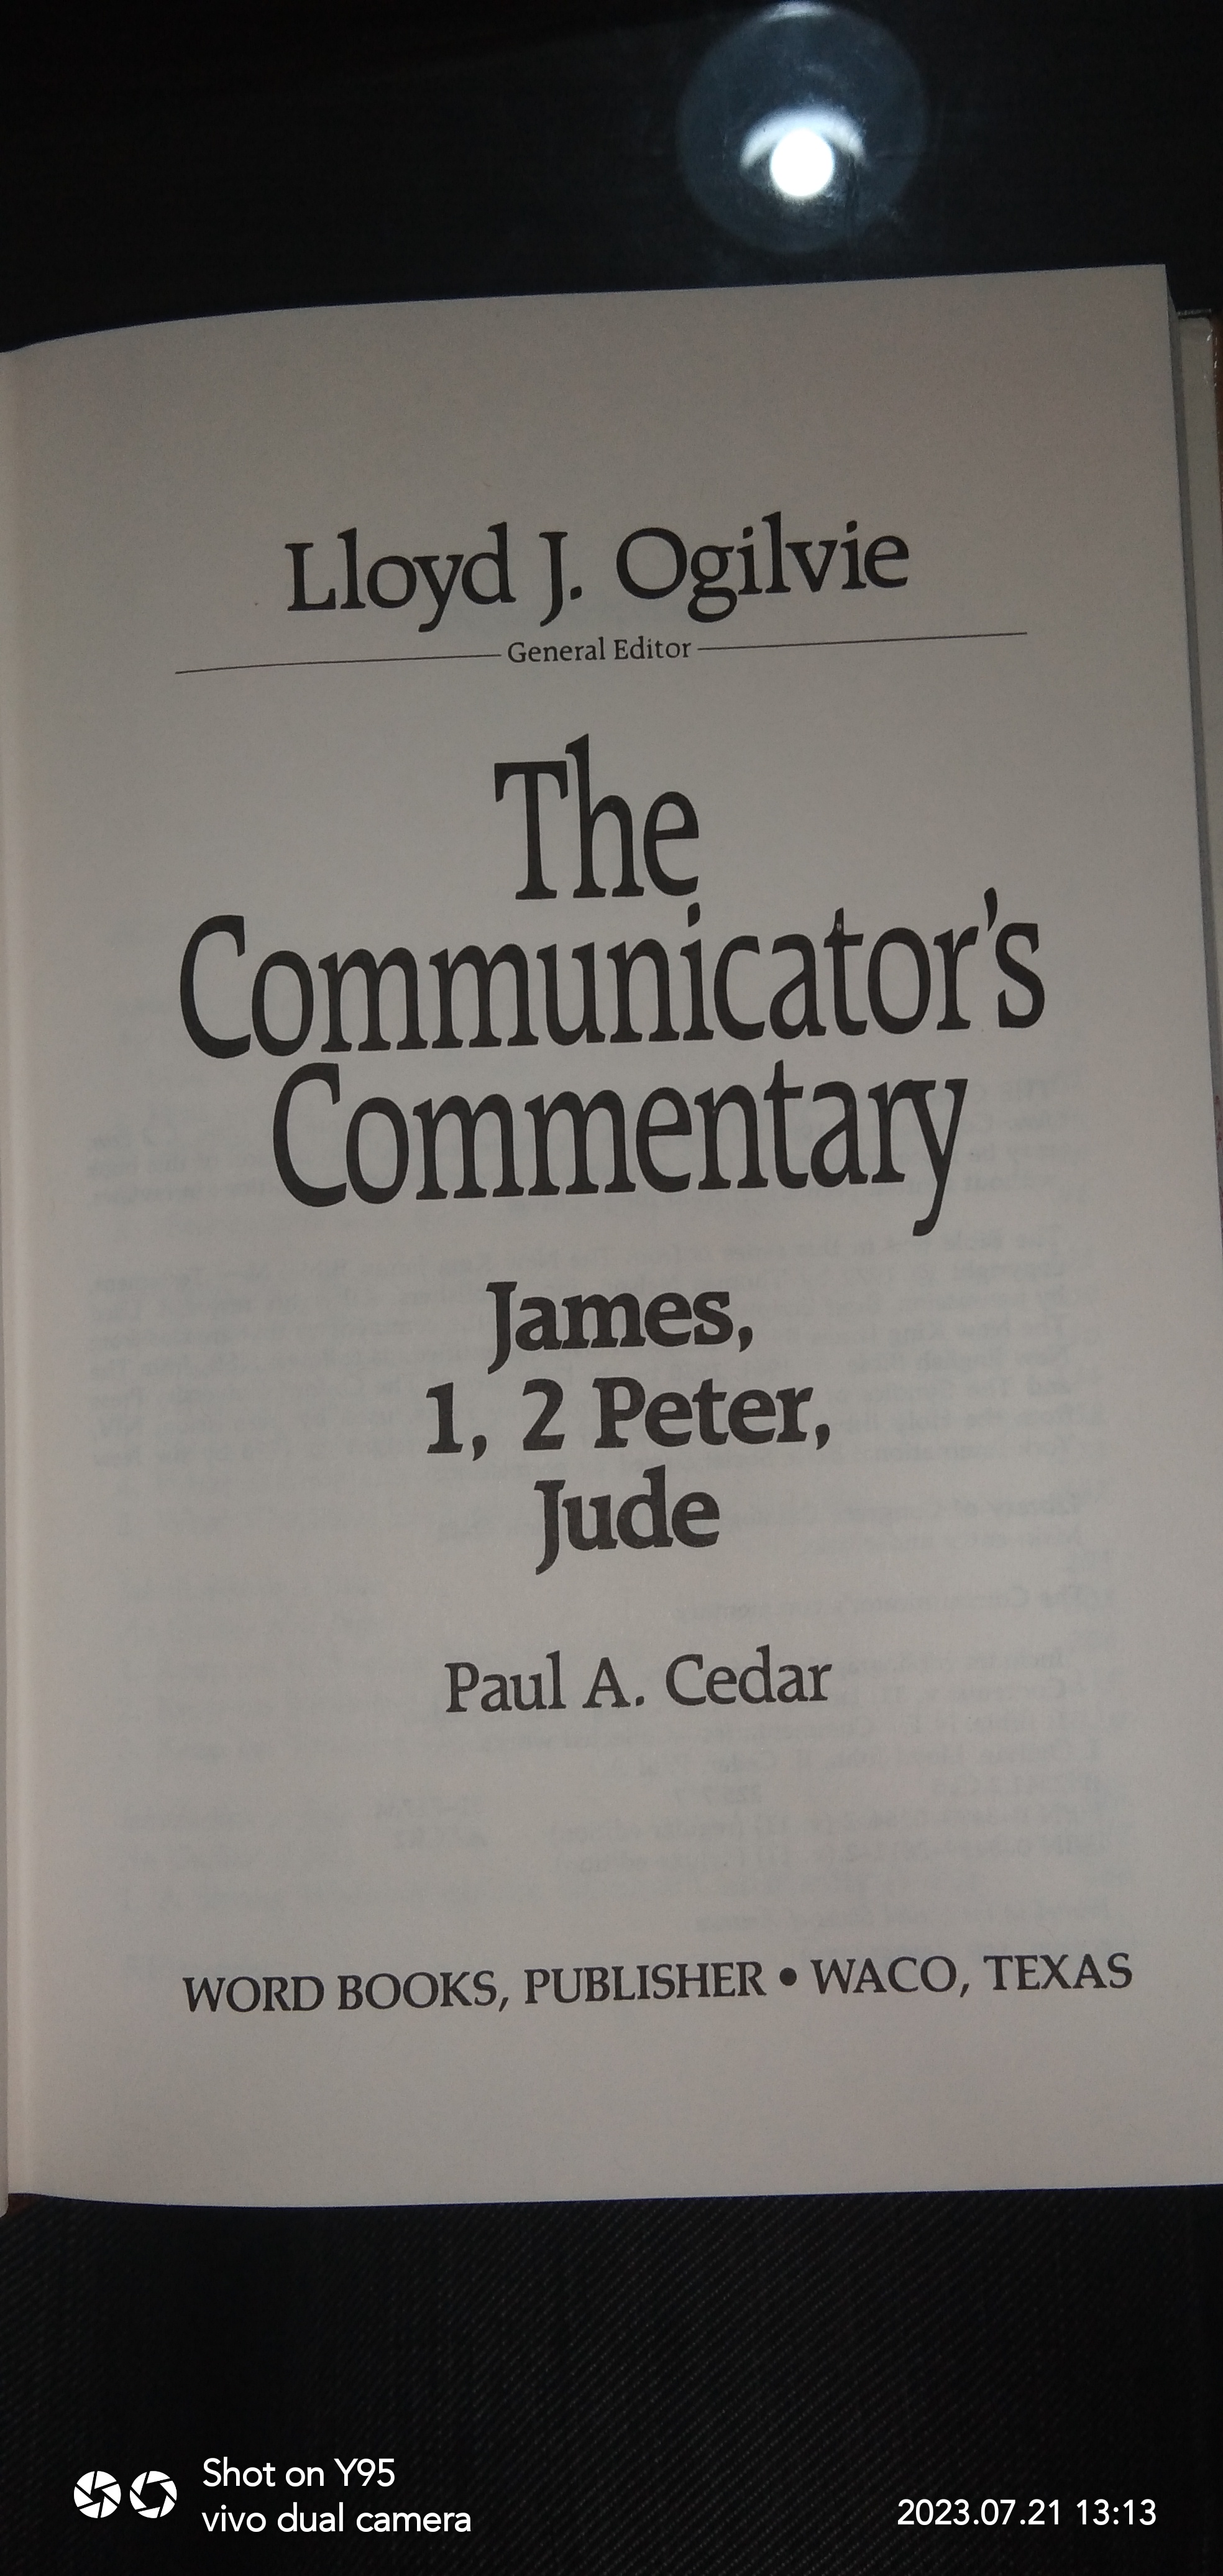 Lloyd J. Ogilvie
General Editor
The
Communicator's
Commentary
James,
1, 2 Peter,
Jude
Paul A. Cedar
WORD BOOKS, PUBLISHER • WACO, TEXAS
Shot on Y95
vivo dual camera
2023.07.21 13:13